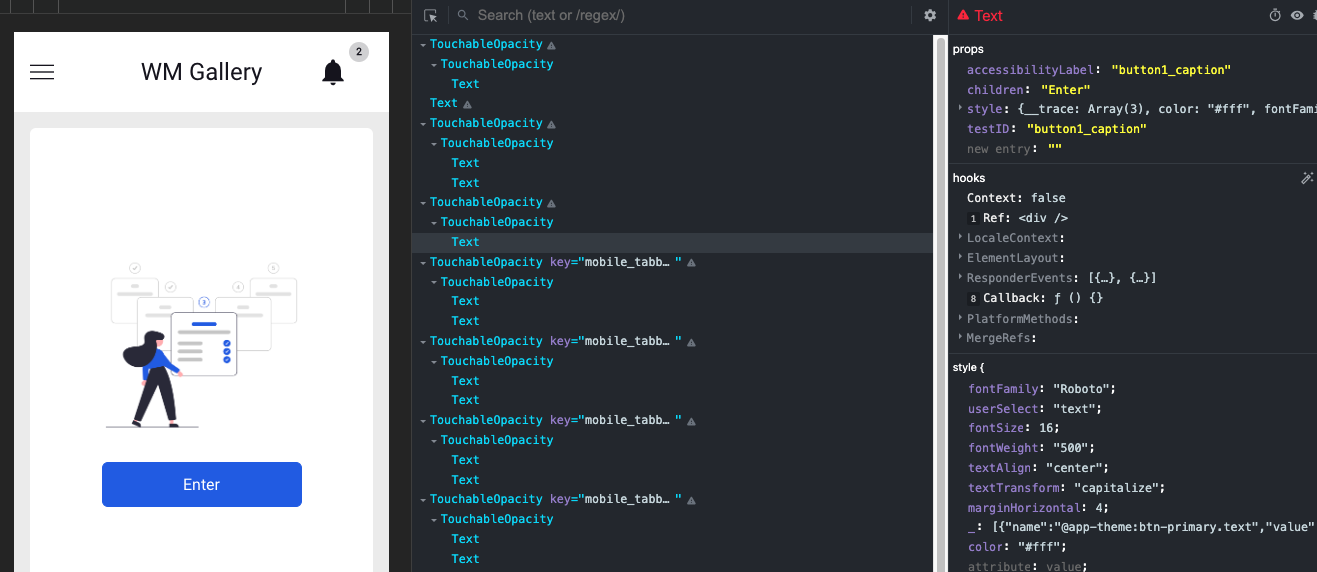 2
WM Gallery
Enter
Search (text or /regex/)
TouchableOpacity
TouchableOpacity
Text
Text
TouchableOpacity
TouchableOpacity
Text
Text
TouchableOpacity
TouchableOpacity
Text
TouchableOpacity key="mobile_tabb… "
TouchableOpacity
Text
Text
TouchableOpacity key="mobile_tabb… "
TouchableOpacity
Text
Text
TouchableOpacity key="mobile_tabb… "
TouchableOpacity
Text
Text
TouchableOpacity key="mobile_tabb… "
TouchableOpacity
Text
Text
Text
props
accessibilityLabel: "button1_caption"
children: "Enter"
style: {__trace: Array(3), color: "#fff", fontFami
testID: "button1_caption"
new entry: ""
hooks
Context: false
1 Ref: <div />
LocaleContext:
ElementLayout:
ResponderEvents: [{…}, {…}]
8 Callback: ƒ () {}
PlatformMethods:
MergeRefs:
style {
fontFamily: "Roboto";
userSelect: "text";
fontSize: 16;
fontWeight: "500";
textAlign: "center";
textTransform: "capitalize";
marginHorizontal: 4;
_: [{"name":"@app-theme:btn-primary.text","value"
color: "#fff";
attribute: value;